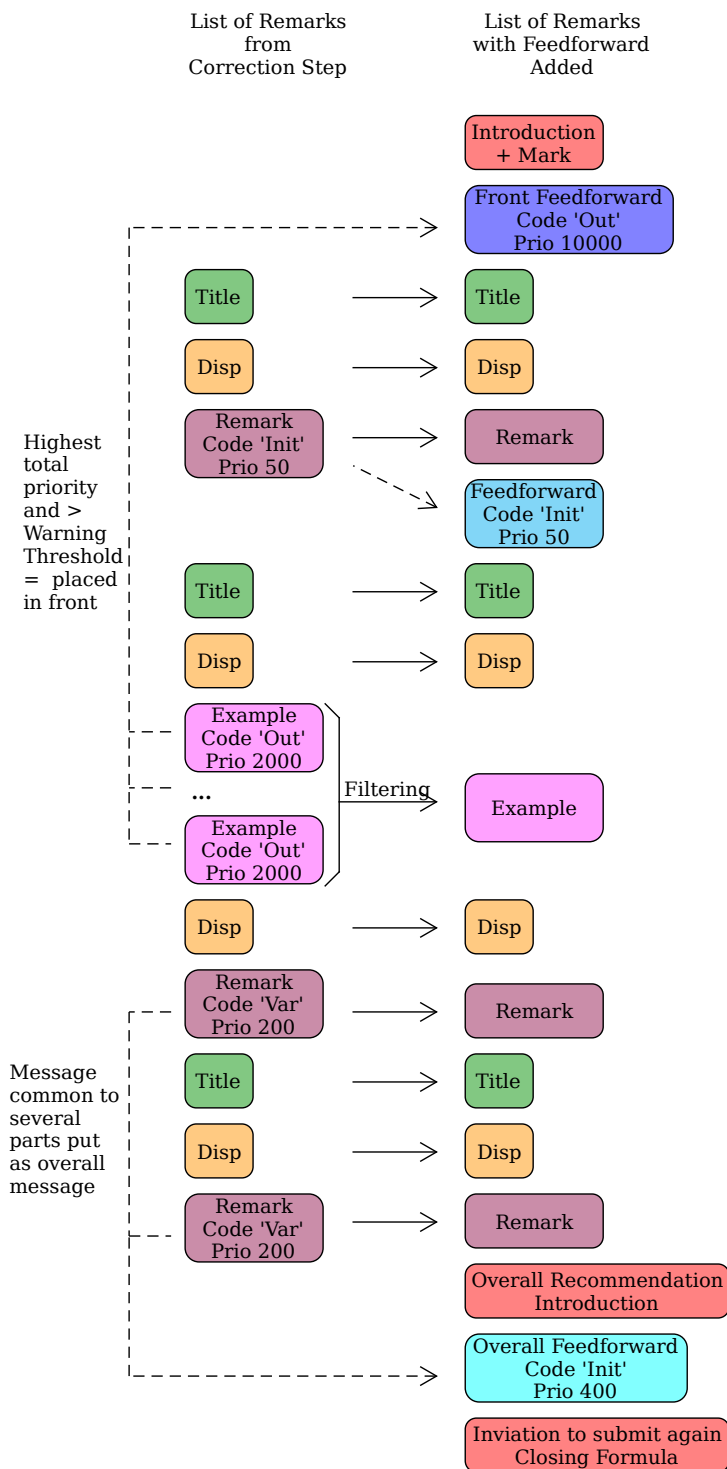 List of Remarks
from
Correction Step
List of Remarks
with Feedforward
Added
Introduction
+ Mark
Front Feedforward
Code 'Out'
Prio 10000
Title
Title
Disp
Disp
Highest
total
priority
and >
Warning
Threshold
= placed
in front
Remark
Code 'Init'
Prio 50
Remark
Feedforward
Code 'Init'
Prio 50
Title
Title
Disp
Disp
Example
Code 'Out'
Prio 2000
...
Example
Code 'Out'
Prio 2000
Filtering
Example
Disp
Disp
Remark
Code 'Var'
Prio 200
Remark
Message
common to
several
parts put
as overall
message
Title
Title
Disp
Disp
Remark
Code 'Var'
Prio 200
Remark
Overall Recommendation
Introduction
Overall Feedforward
Code 'Init'
Prio 400
Inviation to submit again
Closing Formula